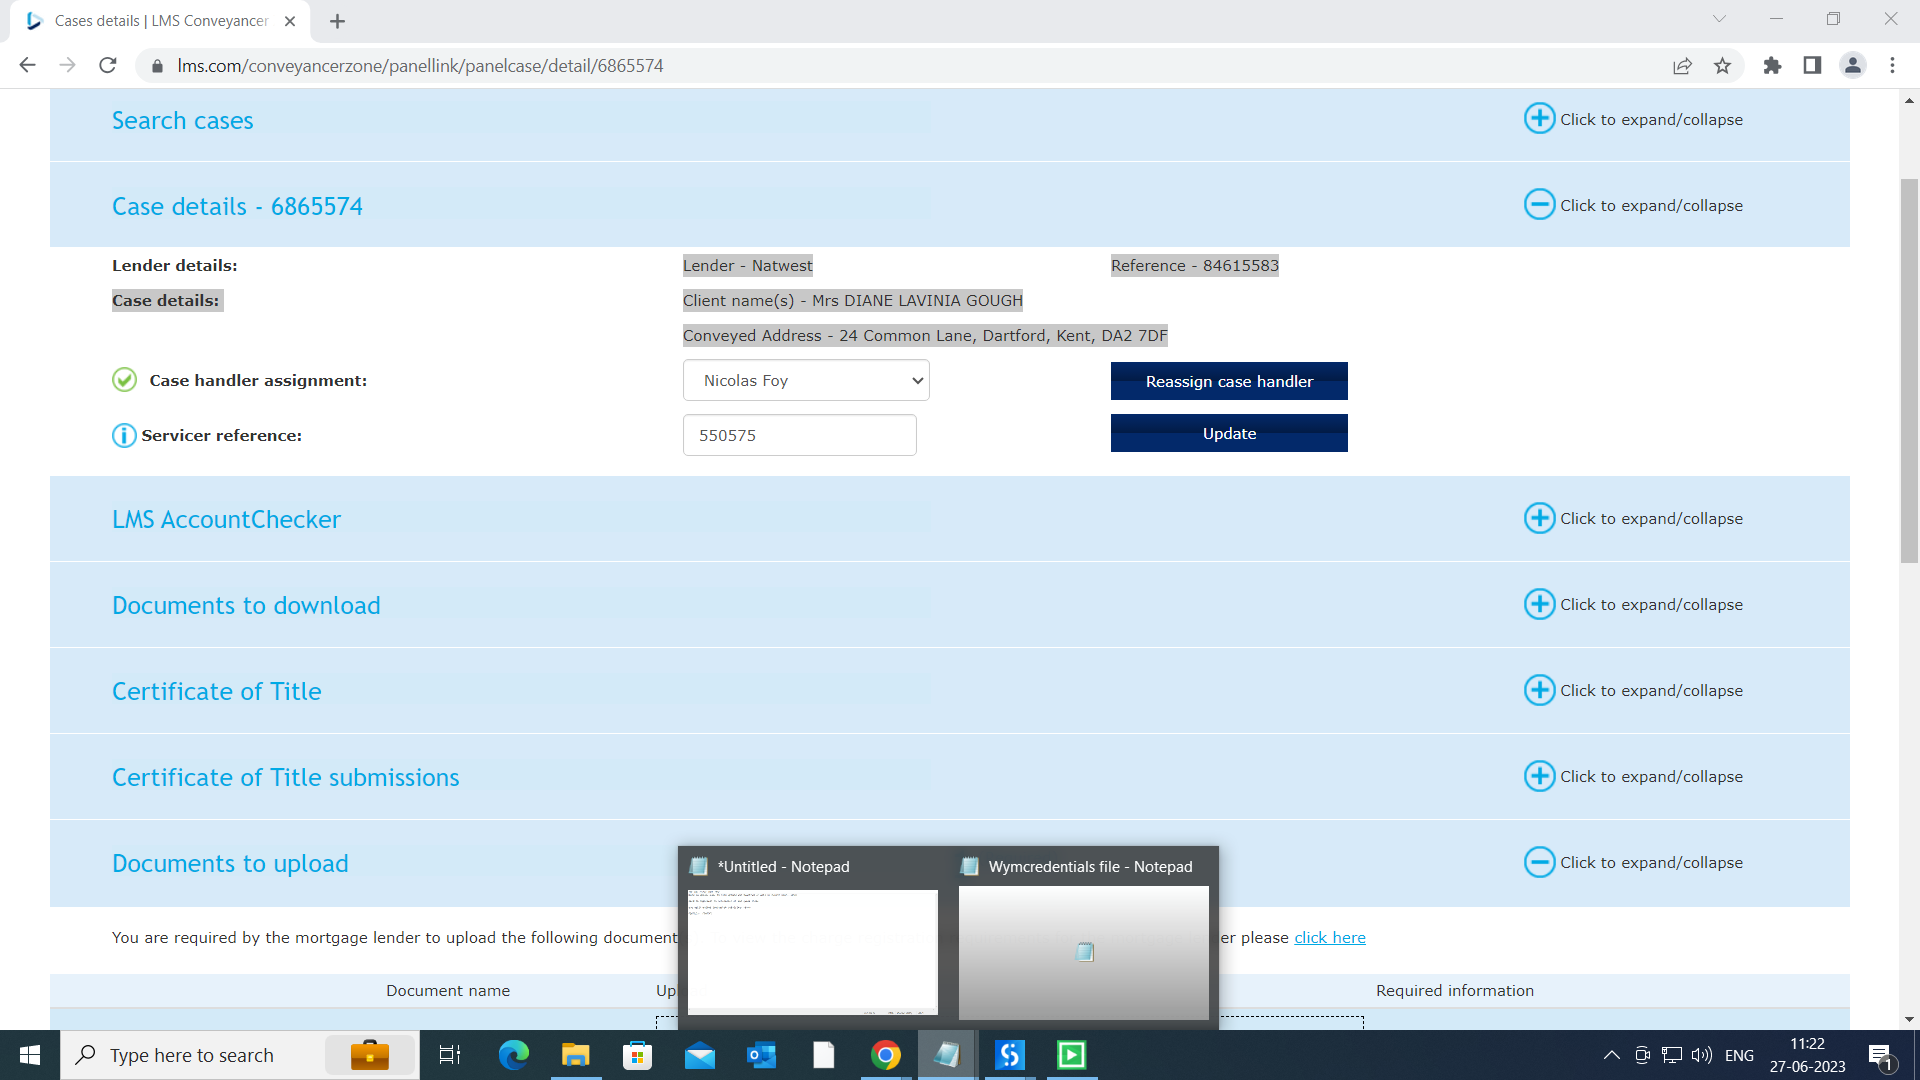 Cases details | LMS Conveyancer
lms.com/conveyancerzone/panellink/panelcase/detail/6865574
Search cases
Click to expand/collapse
Case details - 6865574
Click to expand/collapse
Lender details:
Lender - Natwest
Reference - 84615583
Case details:
Client name(s) - Mrs DIANE LAVINIA GOUGH
Conveyed Address - 24 Common Lane, Dartford, Kent, DA2 7DF
Case handler assignment:
Nicolas Foy
Reassign case handler
Servicer reference:
550575
Update
LMS AccountChecker
Click to expand/collapse
Documents to download
Click to expand/collapse
Certificate of Title
Click to expand/collapse
Certificate of Title submissions
Click to expand/collapse
Documents to upload
Click to expand/collapse
*Untitled - Notepad
Wymcredentials file - Notepad
You are required by the mortgage lender to upload the following document
er please click here
Document name
Up
Required information
Type here to search
ENG
11:22
27-06-2023
1